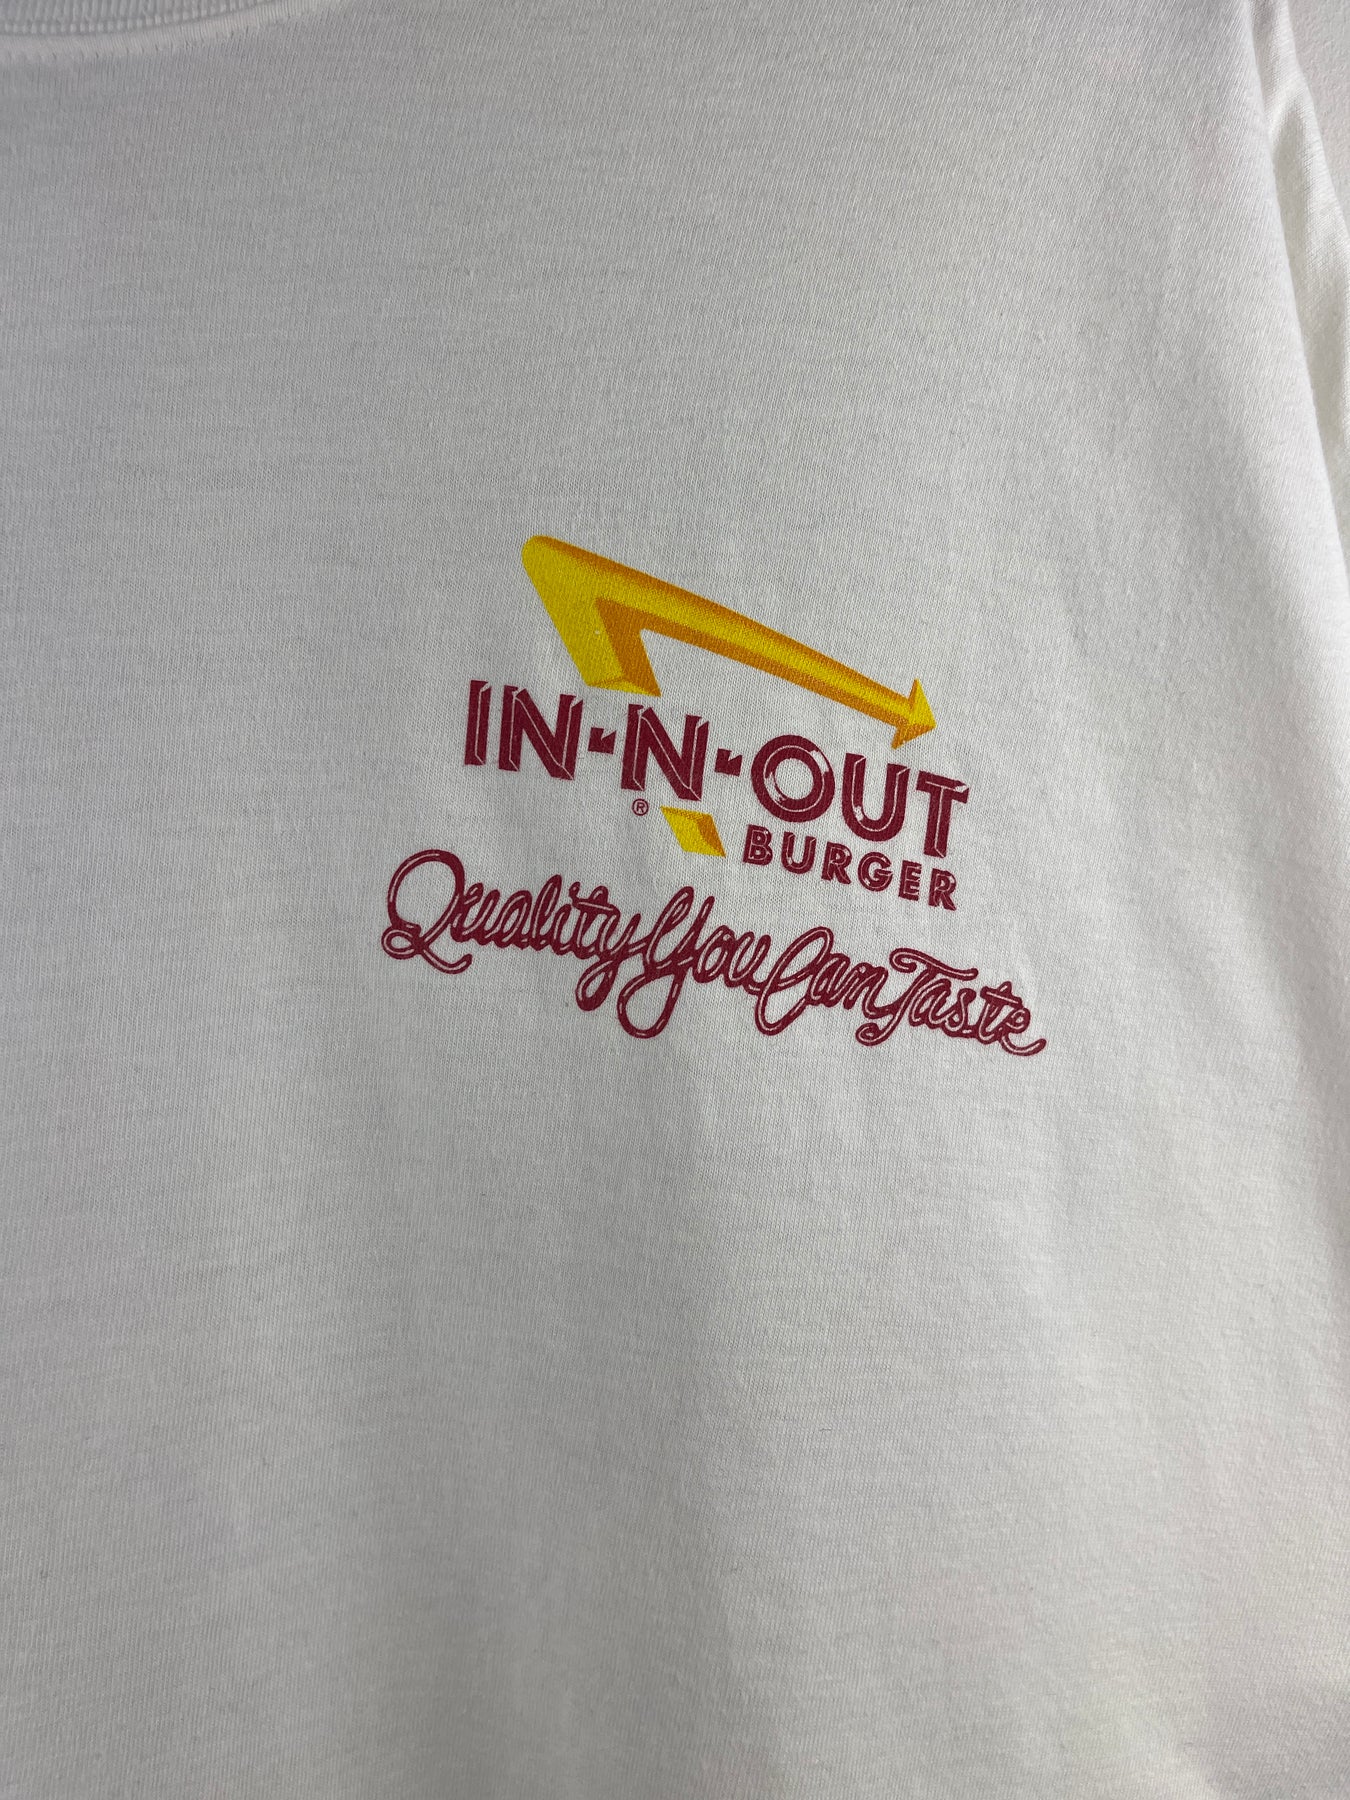 IN-N-OUT
® BURGER
Quality You Can Taste